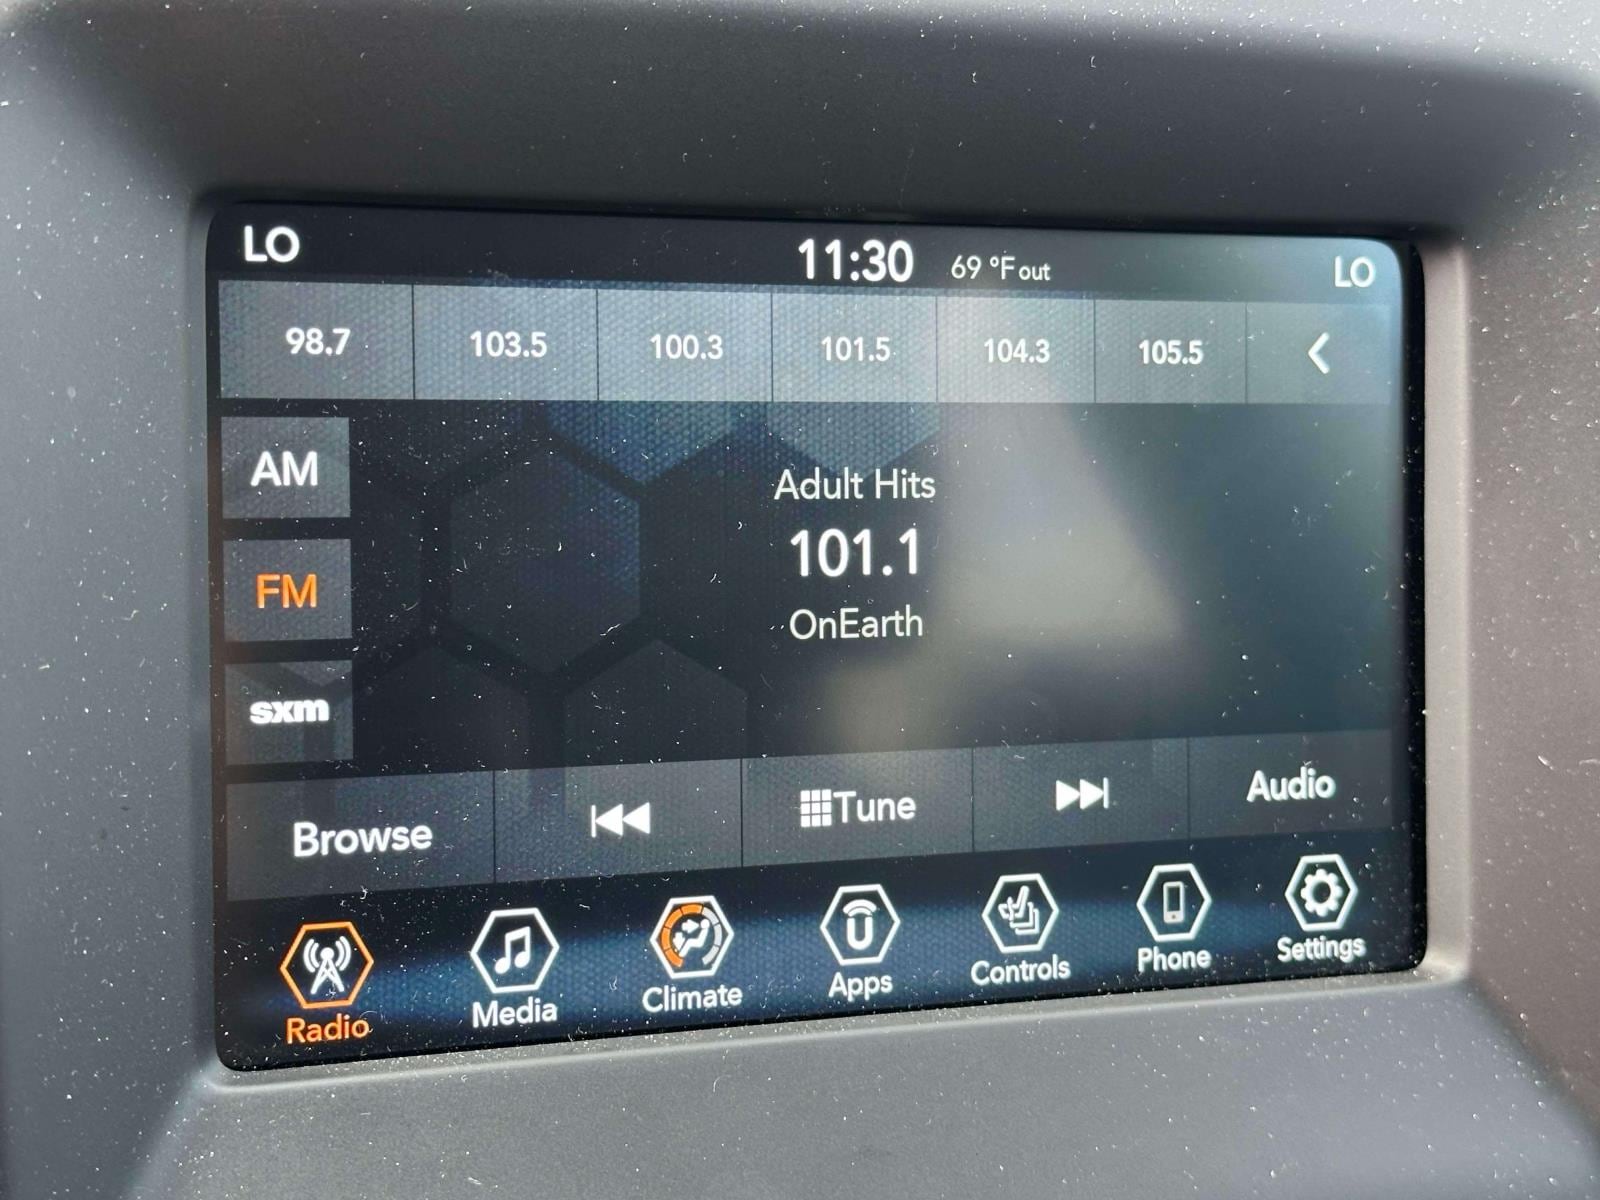 LO 11:30 69 °F out LO
98.7 103.5 100.3 101.5 104.3 105.5
AM
Adult Hits
101.1
FM
OnEarth
sxm
Browse Tune Audio
Radio Media Climate Apps Controls Phone Settings